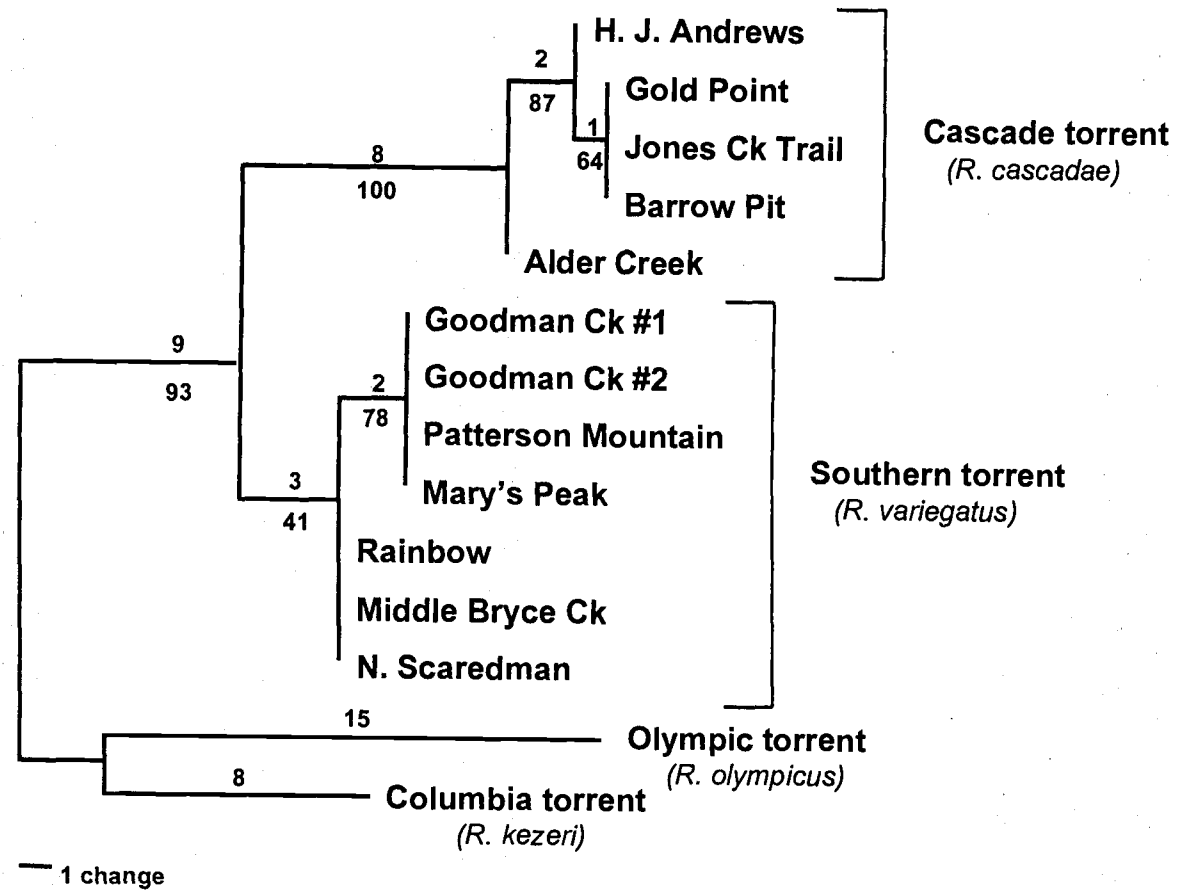 H. J. Andrews
2
87
Gold Point
1
64
Jones Ck Trail
Barrow Pit
Alder Creek
8
100
Cascade torrent
(R. cascadae)
9
93
Goodman Ck #1
Goodman Ck #2
2
78
Patterson Mountain
Mary's Peak
3
41
Rainbow
Middle Bryce Ck
N. Scaredman
Southern torrent
(R. variegatus)
15
Olympic torrent
(R. olympicus)
8
Columbia torrent
(R. kezeri)
1 change